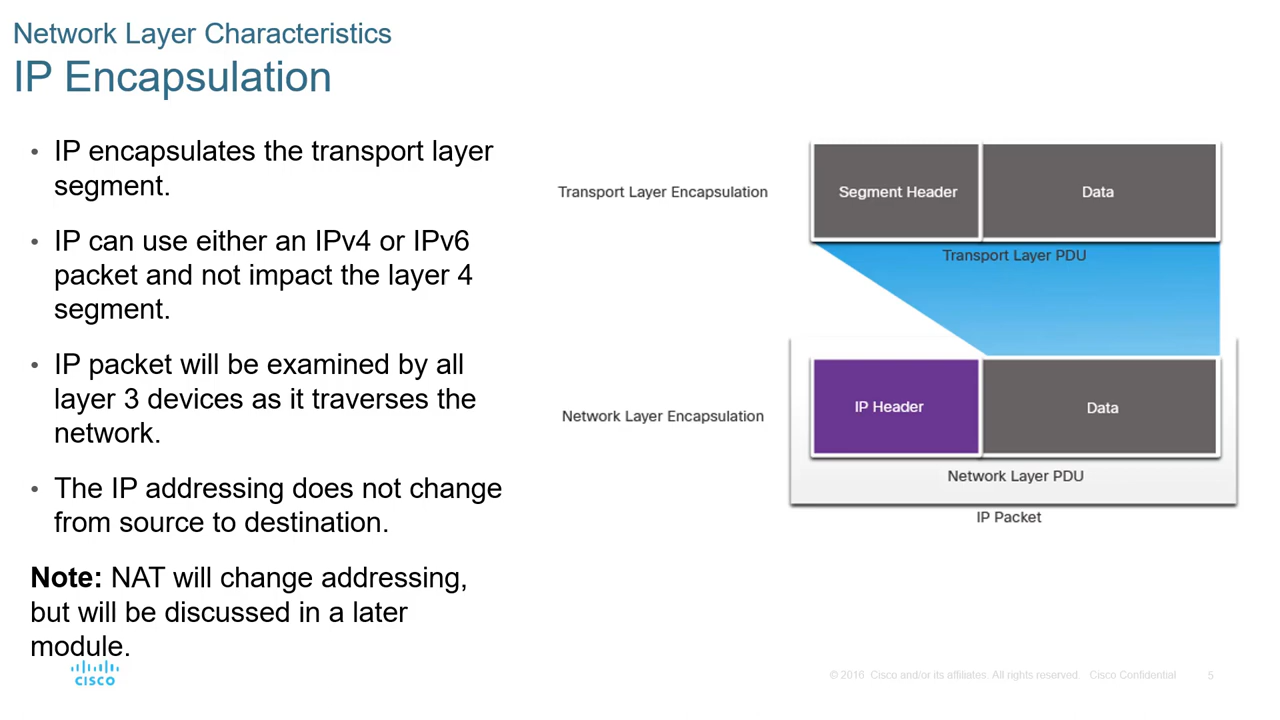 Network Layer Characteristics
IP Encapsulation
• IP encapsulates the transport layer
segment.
• IP can use either an IPv4 or IPv6
packet and not impact the layer 4
segment.
• IP packet will be examined by all
layer 3 devices as it traverses the
network.
• The IP addressing does not change
from source to destination.
Note: NAT will change addressing,
but will be discussed in a later
module.
Transport Layer Encapsulation
Segment Header
Data
Transport Layer PDU
Network Layer Encapsulation
IP Header
Data
Network Layer PDU
IP Packet
CISCO
© 2016 Cisco and/or its affiliates. All rights reserved. Cisco Confidential
5